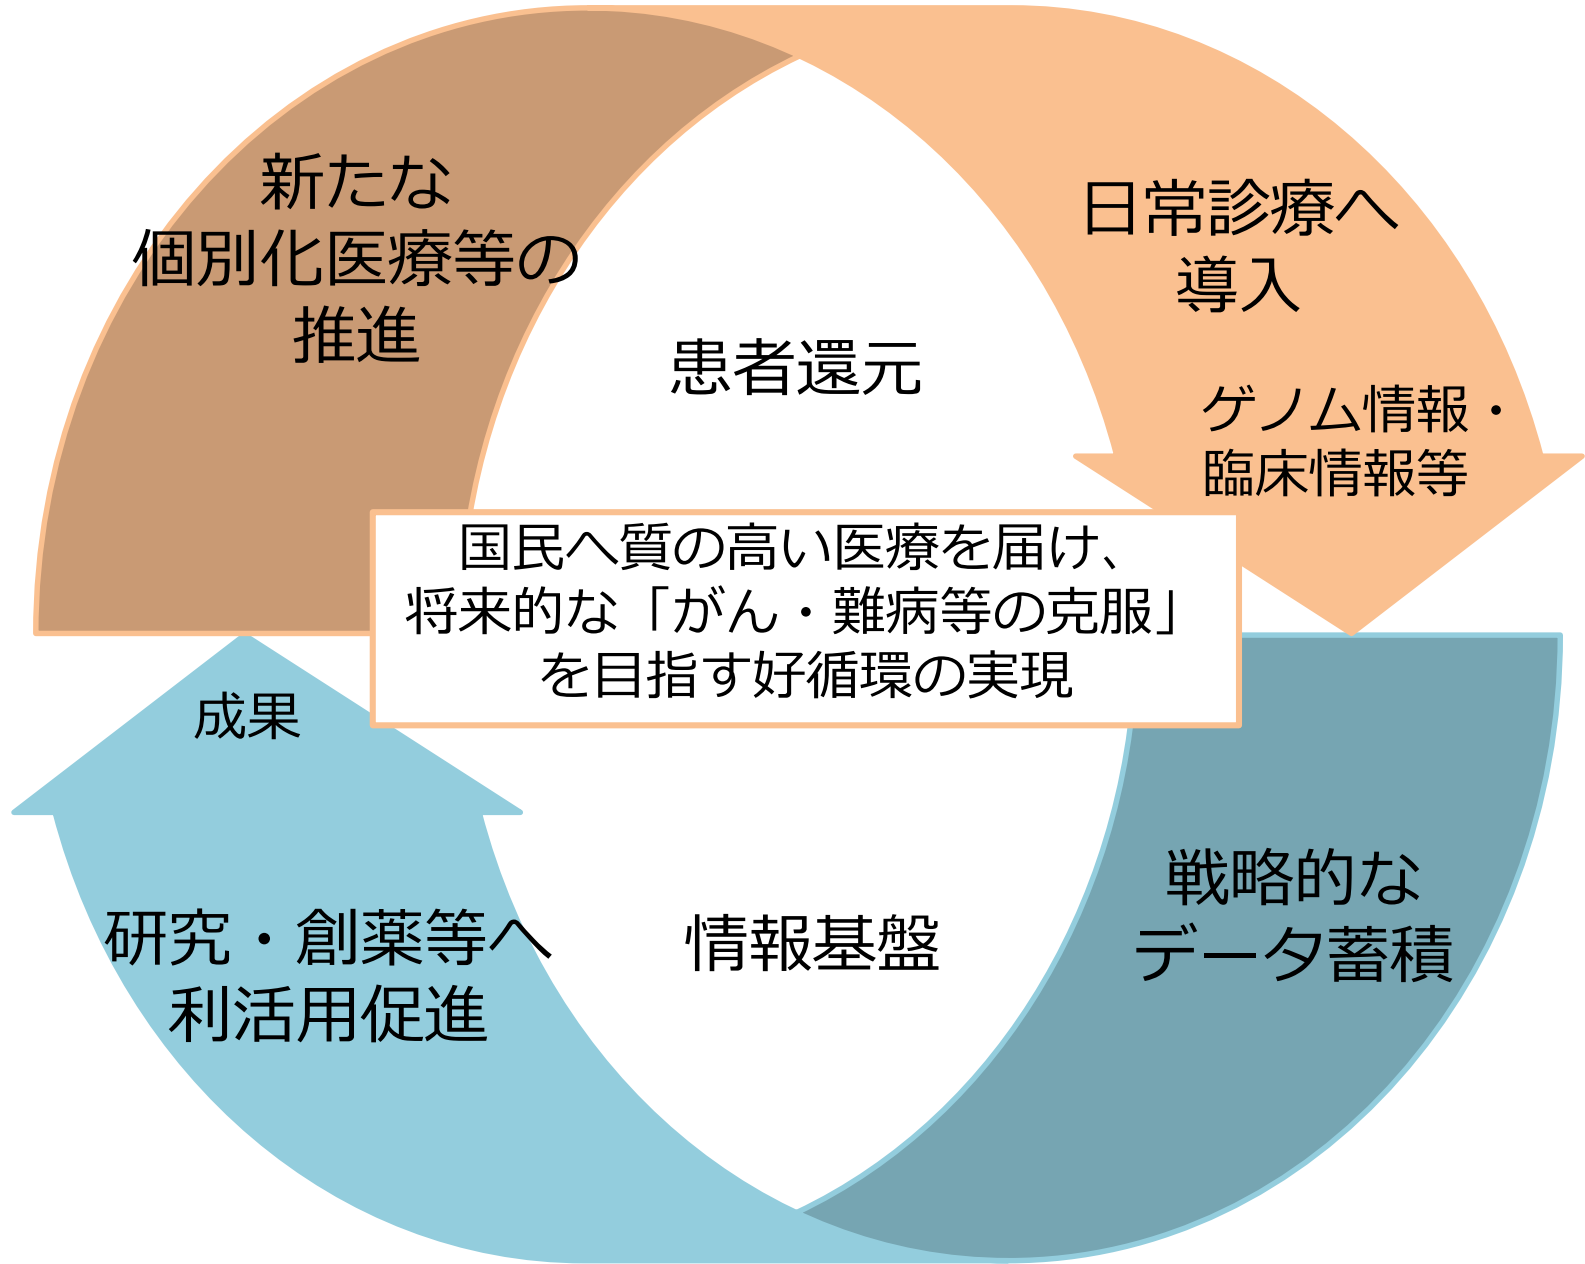 新たな
個別化医療等の
推進
日常診療へ
導入
患者還元
ゲノム情報・
臨床情報等
国民へ質の高い医療を届け、
将来的な「がん・難病等の克服」
を目指す好循環の実現
成果
戦略的な
データ蓄積
研究・創薬等へ
利活用促進
情報基盤